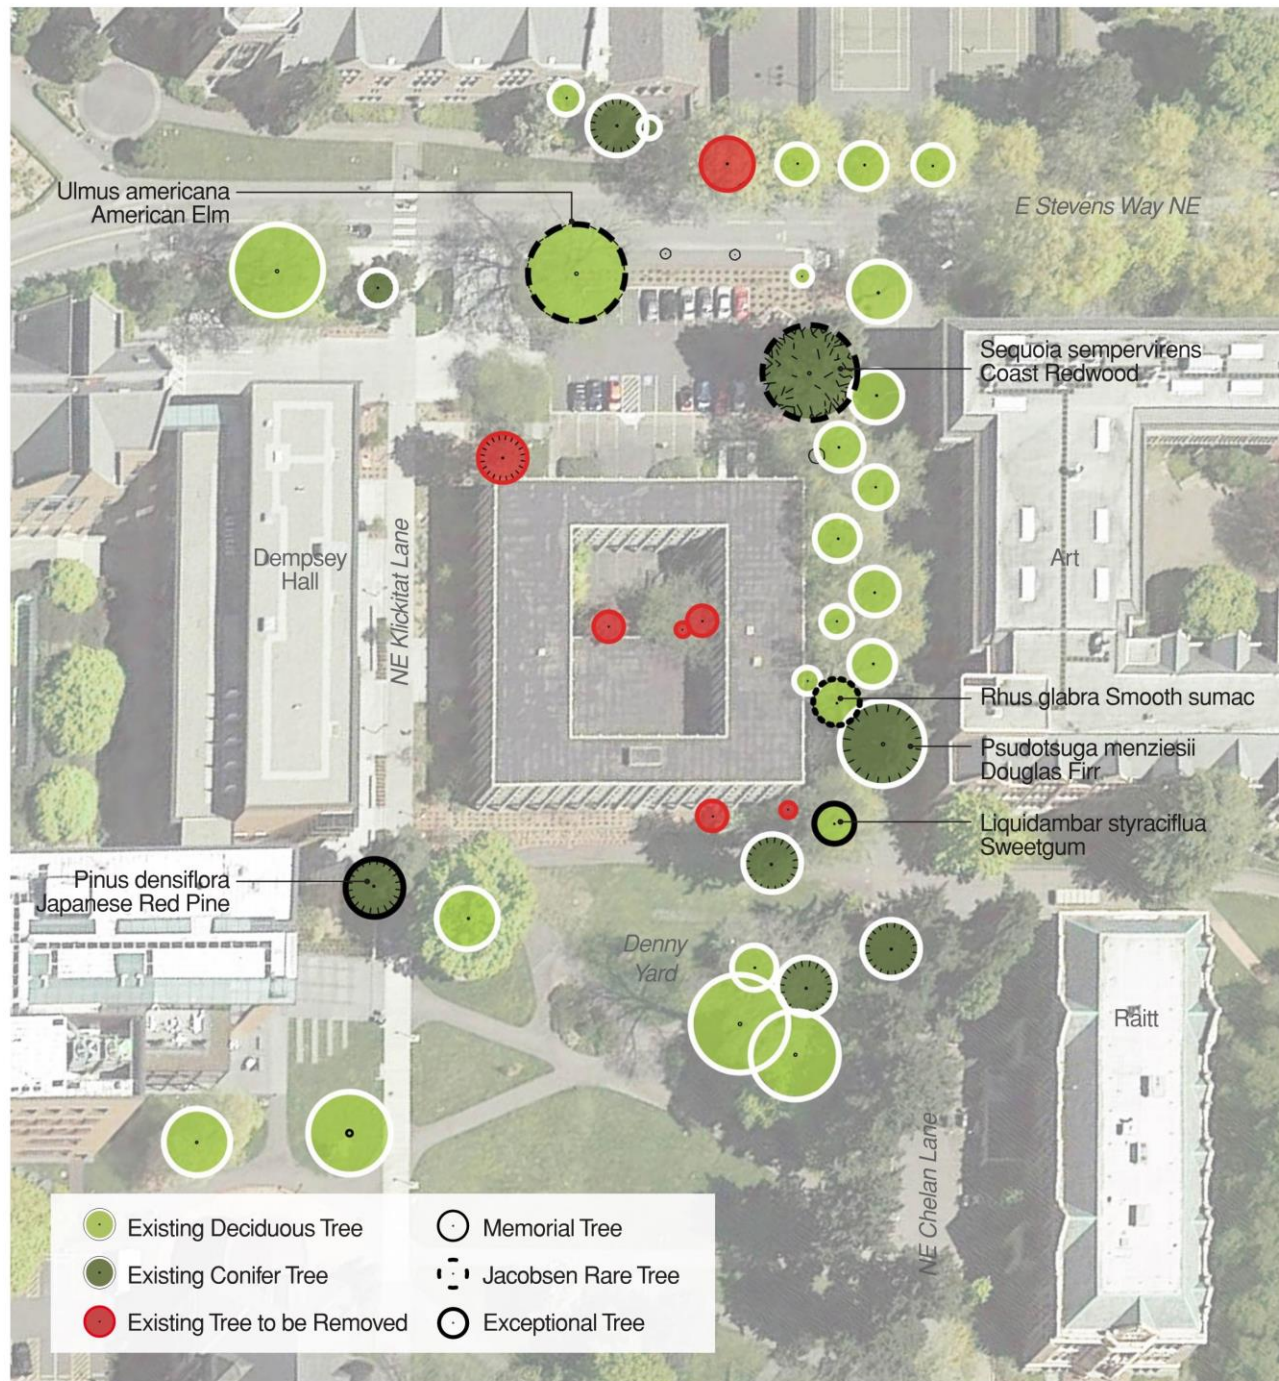 Ulmus americana
American Elm
E Stevens Way NE
Sequoia sempervirens
Coast Redwood
Dempsey
Hall
NE Klickitat Lane
Art
Rhus glabra Smooth sumac
Psudotsuga menziesii
Douglas Firr
Liquidambar styraciflua
Sweetgum
Pinus densiflora
Japanese Red Pine
Denny
Yard
Raitt
NE Chelan Lane
Existing Deciduous Tree
Existing Conifer Tree
Existing Tree to be Removed
Memorial Tree
Jacobsen Rare Tree
Exceptional Tree